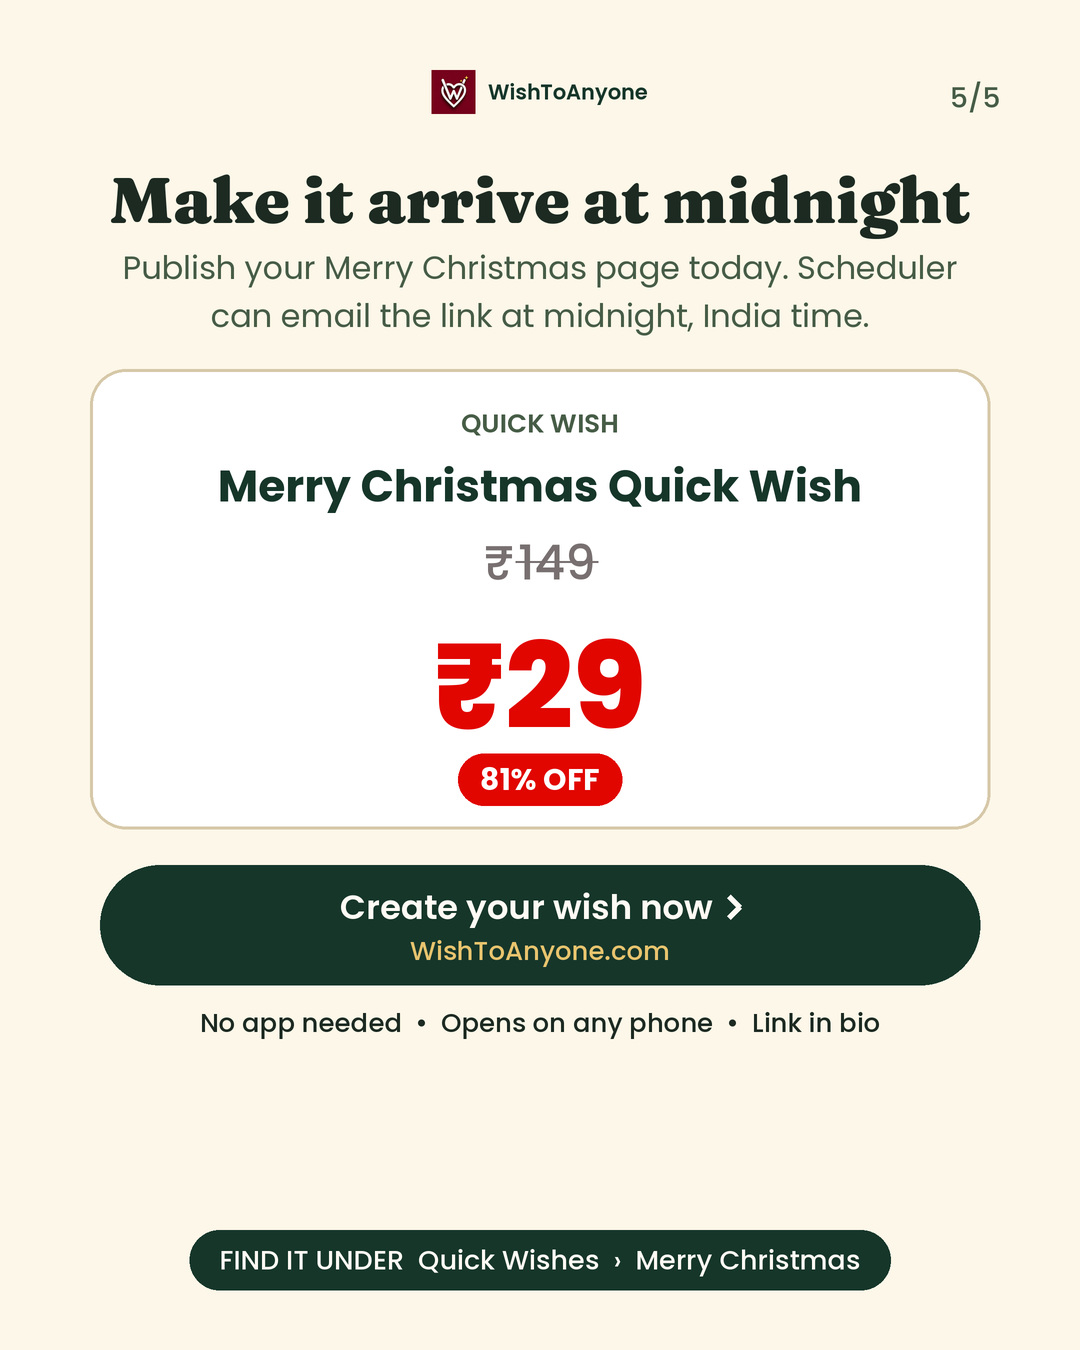 WishToAnyone
5/5
Make it arrive at midnight
Publish your Merry Christmas page today. Scheduler
can email the link at midnight, India time.
QUICK WISH
Merry Christmas Quick Wish
₹149
₹29
81% OFF
Create your wish now ›
WishToAnyone.com
No app needed • Opens on any phone • Link in bio
FIND IT UNDER Quick Wishes › Merry Christmas